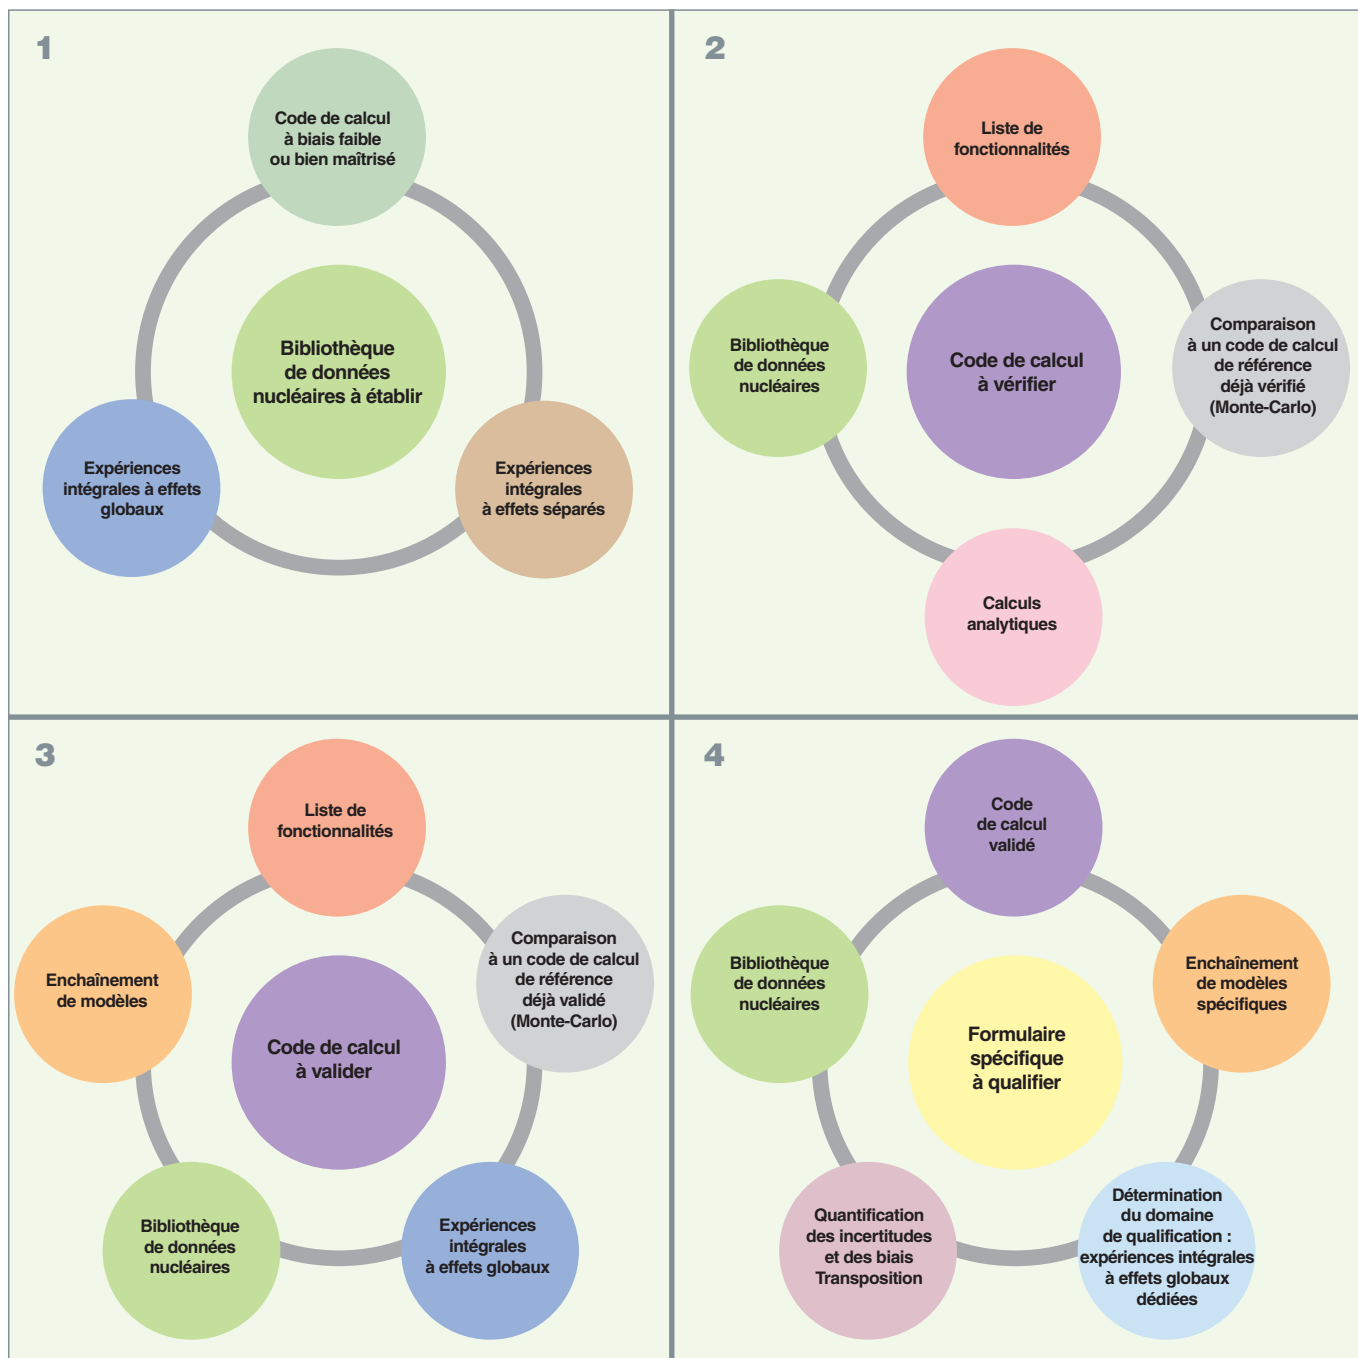 1
Code de calcul
à biais faible
ou bien maîtrisé
Bibliothèque
de données
nucléaires à établir
Expériences
intégrales à effets
globaux
Expériences
intégrales
à effets séparés
2
Liste de
fonctionnalités
Bibliothèque
de données
nucléaires
Code de calcul
à vérifier
Comparaison
à un code de calcul
de référence
déjà vérifié
(Monte-Carlo)
Calculs
analytiques
3
Liste de
fonctionnalités
Enchaînement
de modèles
Comparaison
à un code de calcul
de référence
déjà validé
(Monte-Carlo)
Code de calcul
à valider
Bibliothèque
de données
nucléaires
Expériences
intégrales
à effets globaux
4
Code
de calcul
validé
Bibliothèque
de données
nucléaires
Enchaînement
de modèles
spécifiques
Formulaire
spécifique
à qualifier
Quantification
des incertitudes
et des biais
Transposition
Détermination
du domaine
de qualification :
expériences intégrales
à effets globaux
dédiées